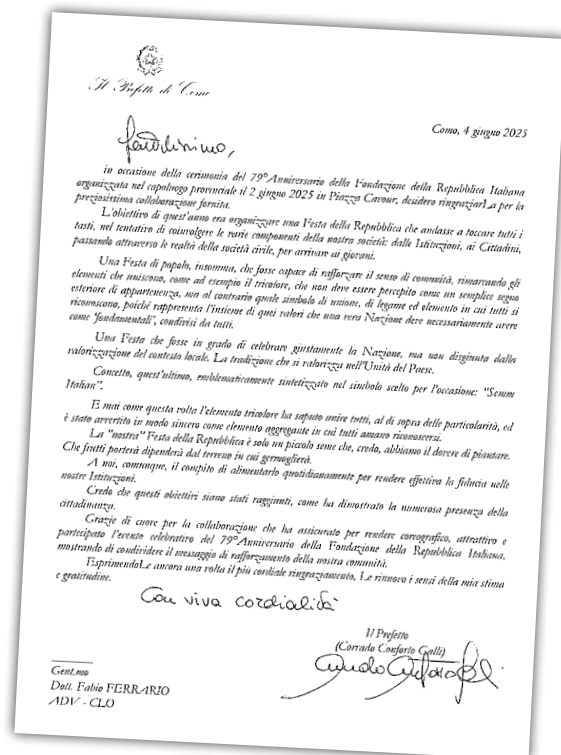 Il Prefetto di Como
Como, 4 giugno 2025
Gentilissimo,
in occasione della cerimonia del 79°Anniversario della Fondazione della Repubblica Italiana
organizzata nel capoluogo provinciale il 2 giugno 2025 in Piazza Cavour, desidero ringraziarLa per la
preziosissima collaborazione fornita.
L'obiettivo di quest'anno era organizzare una Festa della Repubblica che andasse a toccare tutti i
tasti, nel tentativo di coinvolgere le varie componenti della nostra società: dalle Istituzioni, ai Cittadini,
passando attraverso le realtà della società civile, per arrivare ai giovani.
Una Festa di popolo, insomma, che fosse capace di rafforzare il senso di comunità, rimarcando gli
elementi che uniscono, come ad esempio il tricolore, che non deve essere percepito come un semplice segno
esteriore di appartenenza, ma al contrario quale simbolo di unione, di legame ed elemento in cui tutti si
riconoscono, poiché rappresenta l'insieme di quei valori che una vera Nazione deve necessariamente avere
come 'fondamentali', condivisi da tutti.
Una Festa che fosse in grado di celebrare giustamente la Nazione, ma non disgiunta dalla
valorizzazione del contesto locale. La tradizione che si valorizza nell'Unità del Paese.
Concetto, quest'ultimo, emblematicamente sintetizzato nel simbolo scelto per l'occasione: "Semm
Italian".
E mai come questa volta l'elemento tricolore ha saputo unire tutti, al di sopra delle particolarità, ed
è stato avvertito in modo sincero come elemento aggregante in cui tutti amano riconoscersi.
La "nostra" Festa della Repubblica è solo un piccolo seme che, credo, abbiamo il dovere di piantare.
Che frutti porterà dipenderà dal terreno in cui germoglierà.
A noi, comunque, il compito di alimentarlo quotidianamente per rendere effettiva la fiducia nelle
nostre Istituzioni.
Credo che questi obiettivi siano stati raggiunti, come ha dimostrato la numerosa presenza della
cittadinanza.
Grazie di cuore per la collaborazione che ha assicurato per rendere coreografico, attrattivo e
partecipato l'evento celebrativo del 79°Anniversario della Fondazione della Repubblica Italiana,
mostrando di condividere il messaggio di rafforzamento della nostra comunità.
EsprimendoLe ancora una volta il più cordiale ringraziamento, Le rinnovo i sensi della mia stima
e gratitudine.
Con viva cordialità
Il Prefetto
(Corrado Conforto Galli)
Gent.mo
Dott. Fabio FERRARIO
ADV - CLO